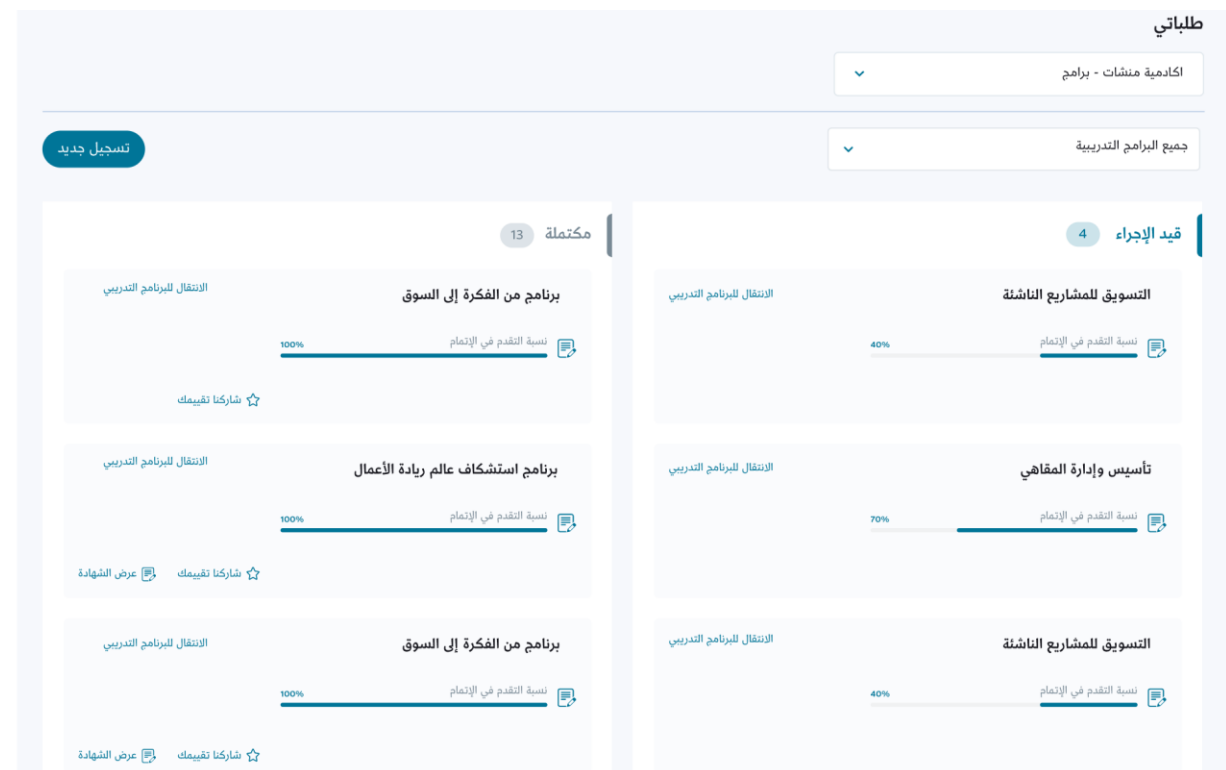 طلباتي
اكادمية منشات - برامج
جميع البرامج التدريبية
تسجيل جديد
قيد الإجراء 4
التسويق للمشاريع الناشئة
الانتقال للبرنامج التدريبي
نسبة التقدم في الإتمام
40%
تأسيس وإدارة المقاهي
الانتقال للبرنامج التدريبي
نسبة التقدم في الإتمام
70%
التسويق للمشاريع الناشئة
الانتقال للبرنامج التدريبي
نسبة التقدم في الإتمام
40%
مكتملة 13
برنامج من الفكرة إلى السوق
الانتقال للبرنامج التدريبي
نسبة التقدم في الإتمام
100%
شاركنا تقييمك
برنامج استشكاف عالم ريادة الأعمال
الانتقال للبرنامج التدريبي
نسبة التقدم في الإتمام
100%
شاركنا تقييمك
عرض الشهادة
برنامج من الفكرة إلى السوق
الانتقال للبرنامج التدريبي
نسبة التقدم في الإتمام
100%
شاركنا تقييمك
عرض الشهادة